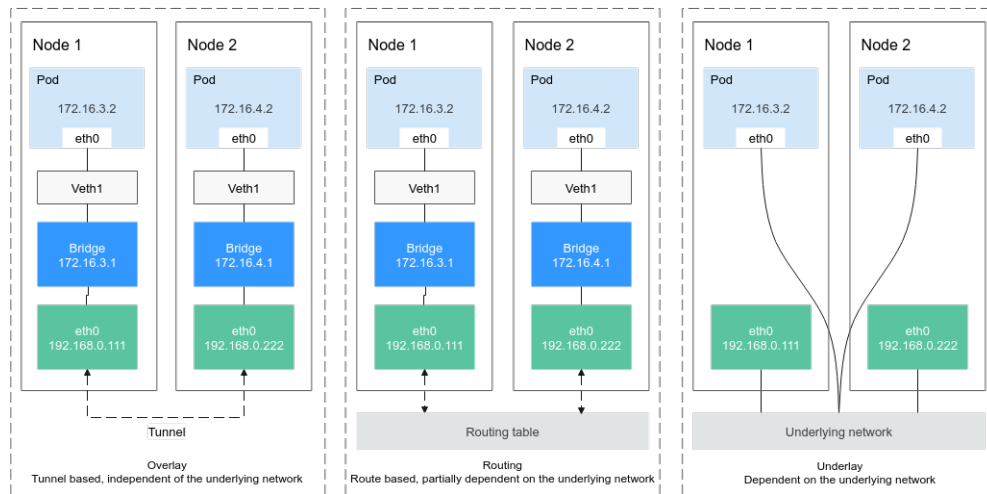 Node 1
Pod
172.16.3.2
eth0
Veth1
Bridge
172.16.3.1
eth0
192.168.0.111
Node 2
Pod
172.16.4.2
eth0
Veth1
Bridge
172.16.4.1
eth0
192.168.0.222
Tunnel
Overlay
Tunnel based, independent of the underlying network
Node 1
Pod
172.16.3.2
eth0
Veth1
Bridge
172.16.3.1
eth0
192.168.0.111
Node 2
Pod
172.16.4.2
eth0
Veth1
Bridge
172.16.4.1
eth0
192.168.0.222
Routing table
Routing
Route based, partially dependent on the underlying network
Node 1
Pod
172.16.3.2
eth0
eth0
192.168.0.111
Node 2
Pod
172.16.4.2
eth0
eth0
192.168.0.222
Underlying network
Underlay
Dependent on the underlying network